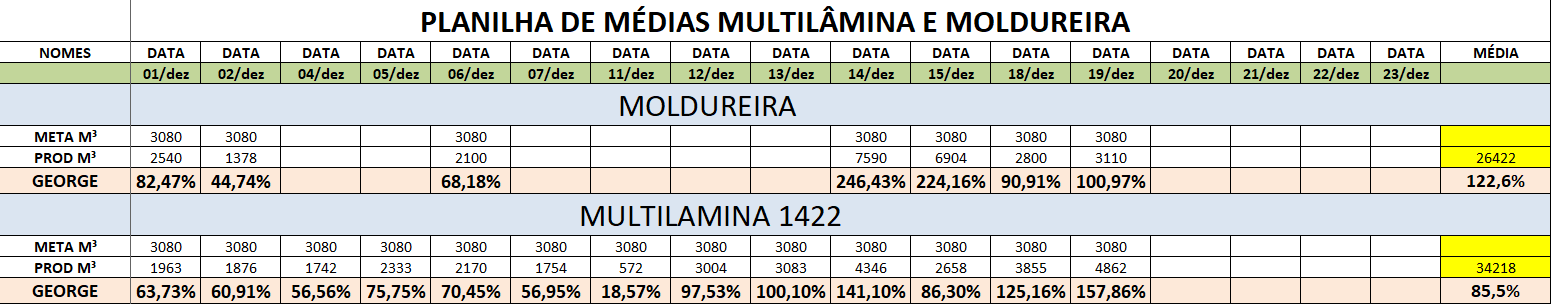 PLANILHA DE MÉDIAS MULTILÂMINA E MOLDUREIRA
NOMES DATA DATA DATA DATA DATA DATA DATA DATA DATA DATA DATA DATA DATA DATA DATA DATA DATA MÉDIA
01/dez 02/dez 04/dez 05/dez 06/dez 07/dez 11/dez 12/dez 13/dez 14/dez 15/dez 18/dez 19/dez 20/dez 21/dez 22/dez 23/dez
MOLDUREIRA
META M³ 3080 3080 3080 3080 3080 3080 3080
PROD M³ 2540 1378 2100 7590 6904 2800 3110 26422
GEORGE 82,47% 44,74% 68,18% 246,43% 224,16% 90,91% 100,97% 122,6%
MULTILAMINA 1422
META M³ 3080 3080 3080 3080 3080 3080 3080 3080 3080 3080 3080 3080 3080
PROD M³ 1963 1876 1742 2333 2170 1754 572 3004 3083 4346 2658 3855 4862 34218
GEORGE 63,73% 60,91% 56,56% 75,75% 70,45% 56,95% 18,57% 97,53% 100,10% 141,10% 86,30% 125,16% 157,86% 85,5%